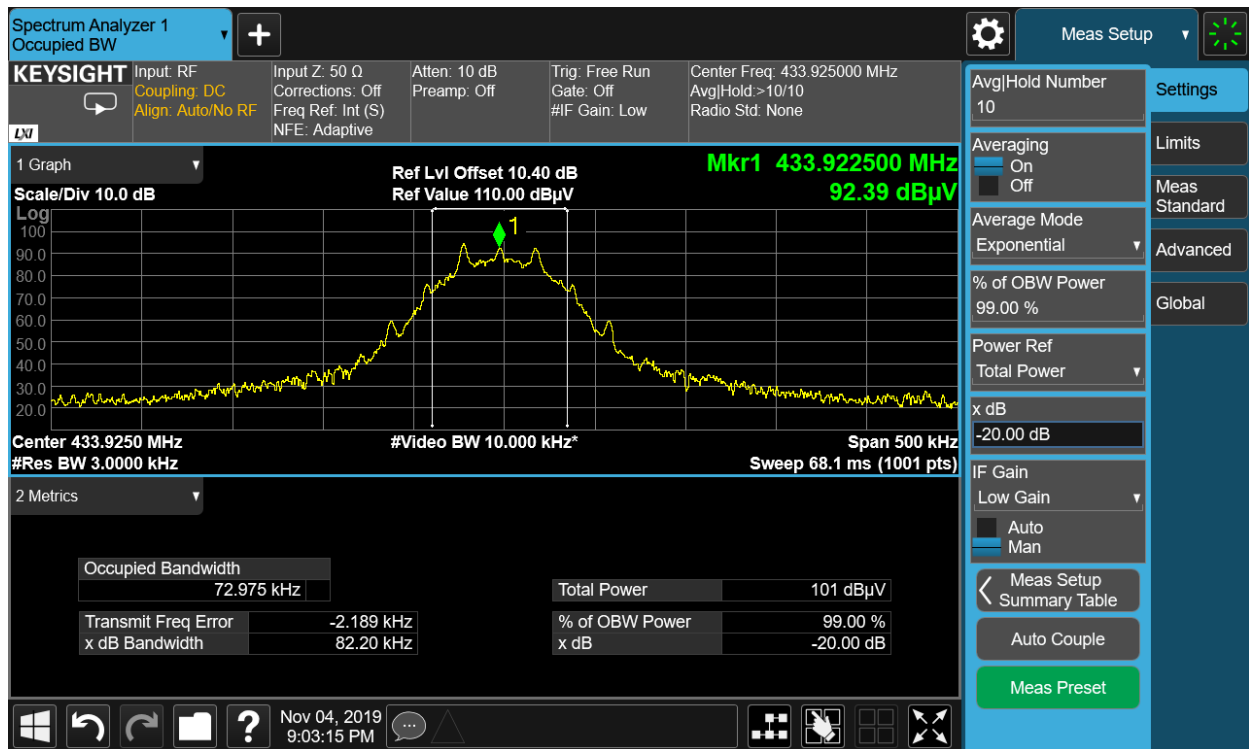 Spectrum Analyzer 1
Occupied BW
▼
+
Meas Setup ▼
KEYSIGHT
LXI
Input: RF
Coupling: DC
Align: Auto/No RF
Input Z: 50 Ω
Corrections: Off
Freq Ref: Int (S)
NFE: Adaptive
Atten: 10 dB
Preamp: Off
Trig: Free Run
Gate: Off
#IF Gain: Low
Center Freq: 433.925000 MHz
Avg|Hold:>10/10
Radio Std: None
1 Graph ▼
Scale/Div 10.0 dB
Log
Ref Lvl Offset 10.40 dB
Ref Value 110.00 dBµV
Mkr1 433.922500 MHz
92.39 dBµV
1
100
90.0
80.0
70.0
60.0
50.0
40.0
30.0
20.0
Center 433.9250 MHz
#Res BW 3.0000 kHz
#Video BW 10.000 kHz*
Span 500 kHz
Sweep 68.1 ms (1001 pts)
2 Metrics ▼
Occupied Bandwidth
72.975 kHz
Transmit Freq Error -2.189 kHz
x dB Bandwidth 82.20 kHz
Total Power 101 dBµV
% of OBW Power 99.00 %
x dB -20.00 dB
?
Nov 04, 2019
9:03:15 PM
Avg|Hold Number
10
Averaging
On
Off
Average Mode
Exponential ▼
% of OBW Power
99.00 %
Power Ref
Total Power ▼
x dB
-20.00 dB
IF Gain
Low Gain ▼
Auto
Man
Meas Setup
Summary Table
Auto Couple
Meas Preset
Settings
Limits
Meas
Standard
Advanced
Global